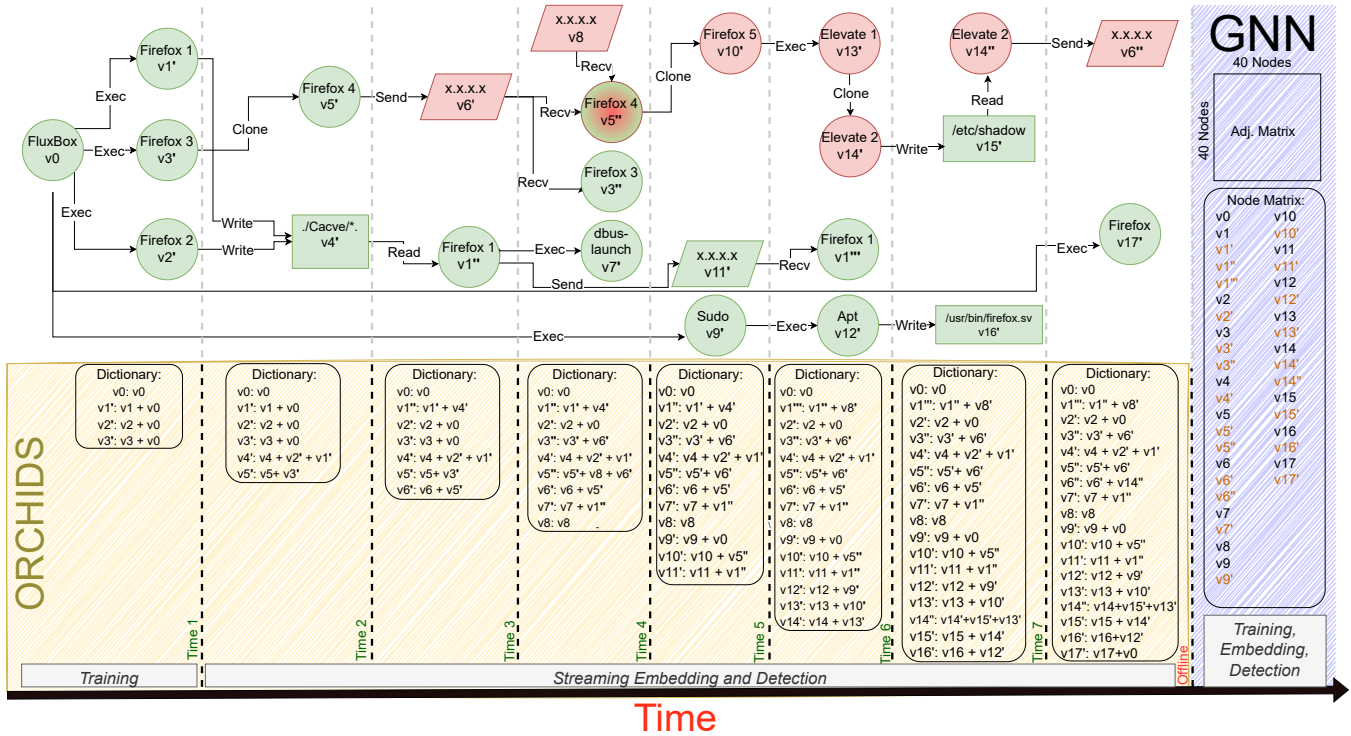 FluxBox
v0
Exec
Exec
Exec
Firefox 1
v1'
Firefox 3
v3'
Firefox 2
v2'
Clone
Write
Write
Firefox 4
v5'
./Cacve/*.
v4'
Send
Read
x.x.x.x
v6'
Firefox 1
v1''
x.x.x.x
v8
Recv
Recv
Recv
Firefox 4
v5''
Firefox 3
v3''
Exec
Send
dbus-
launch
v7'
Clone
Firefox 5
v10'
Exec
Elevate 1
v13'
Clone
Elevate 2
v14'
Write
/etc/shadow
v15'
Read
Elevate 2
v14''
Send
x.x.x.x
v6''
x.x.x.x
v11'
Recv
Firefox 1
v1'''
Exec
Firefox
v17'
Exec
Sudo
v9'
Exec
Apt
v12'
Write
/usr/bin/firefox.sv
v16'
ORCHIDS
Dictionary:
v0: v0
v1': v1 + v0
v2': v2 + v0
v3': v3 + v0
Time 1
Dictionary:
v0: v0
v1': v1 + v0
v2': v2 + v0
v3': v3 + v0
v4': v4 + v2' + v1'
v5': v5+ v3'
Time 2
Dictionary:
v0: v0
v1'': v1' + v4'
v2': v2 + v0
v3': v3 + v0
v4': v4 + v2' + v1'
v5': v5+ v3'
v6': v6 + v5'
Time 3
Dictionary:
v0: v0
v1'': v1' + v4'
v2': v2 + v0
v3'': v3' + v6'
v4': v4 + v2' + v1'
v5'': v5'+ v8 + v6'
v6': v6 + v5'
v7': v7 + v1''
v8: v8
Time 4
Dictionary:
v0: v0
v1'': v1' + v4'
v2': v2 + v0
v3'': v3' + v6'
v4': v4 + v2' + v1'
v5'': v5'+ v6'
v6': v6 + v5'
v7': v7 + v1''
v8: v8
v9': v9 + v0
v10': v10 + v5''
v11': v11 + v1''
Time 5
Dictionary:
v0: v0
v1''': v1'' + v8'
v2': v2 + v0
v3'': v3' + v6'
v4': v4 + v2' + v1'
v5'': v5'+ v6'
v6': v6 + v5'
v7': v7 + v1''
v8: v8
v9': v9 + v0
v10': v10 + v5''
v11': v11 + v1''
v12': v12 + v9'
v13': v13 + v10'
v14': v14 + v13'
Time 6
Dictionary:
v0: v0
v1''': v1'' + v8'
v2': v2 + v0
v3'': v3' + v6'
v4': v4 + v2' + v1'
v5'': v5'+ v6'
v6': v6 + v5'
v7': v7 + v1''
v8: v8
v9': v9 + v0
v10': v10 + v5''
v11': v11 + v1''
v12': v12 + v9'
v13': v13 + v10'
v14'': v14'+v15'+v13'
v15': v15 + v14'
v16': v16 + v12'
Time 7
Dictionary:
v0: v0
v1''': v1'' + v8'
v2': v2 + v0
v3'': v3' + v6'
v4': v4 + v2' + v1'
v5'': v5'+ v6'
v6'': v6' + v14''
v7': v7 + v1''
v8: v8
v9': v9 + v0
v10': v10 + v5''
v11': v11 + v1''
v12': v12 + v9'
v13': v13 + v10'
v14'': v14+v15'+v13'
v15': v15 + v14'
v16': v16+v12'
v17': v17+v0
Offline
Training
Streaming Embedding and Detection
Time
GNN
40 Nodes
40 Nodes
Adj. Matrix
Node Matrix:
v0 v10
v1 v10'
v1' v11
v1'' v11'
v1''' v12
v2 v12'
v2' v13
v3 v13'
v3' v14
v3'' v14'
v4 v14''
v4' v15
v5 v15'
v5' v16
v5'' v16'
v6 v17
v6' v17'
v6''
v7
v7'
v8
v9
v9'
Training,
Embedding,
Detection